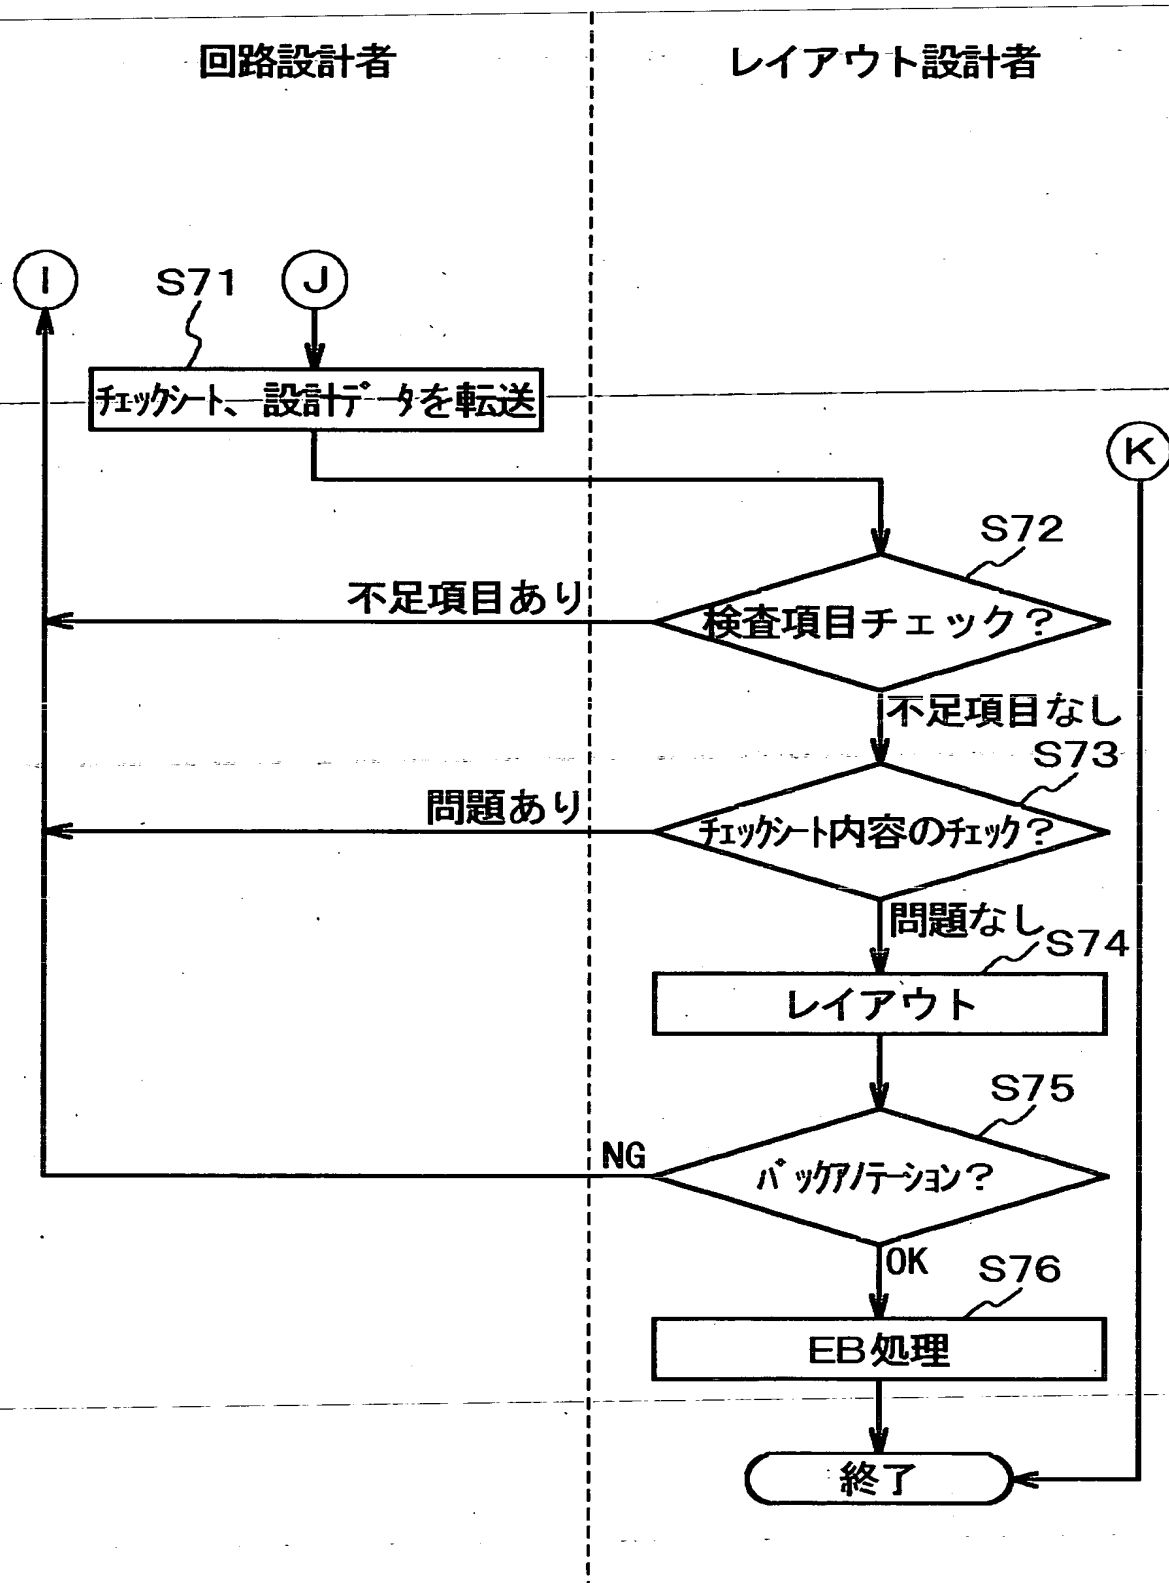 回路設計者
レイアウト設計者
I
S71
J
チェックシート、設計データを転送
K
S72
不足項目あり
検査項目チェック?
不足項目なし
S73
問題あり
チェックシート内容のチェック?
問題なし
S74
レイアウト
S75
NG
バックアノテーション?
OK
S76
EB処理
終了